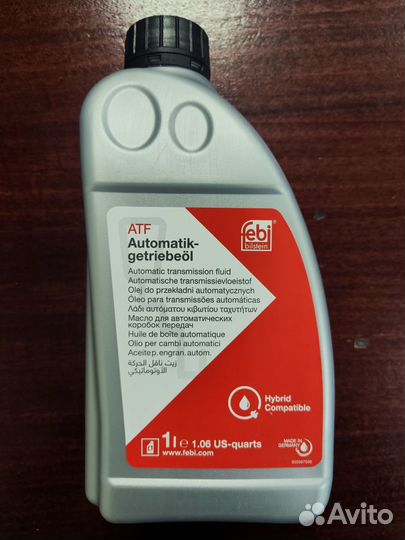 febi
bilstein
ATF
Automatik-
getriebeöl
Automatic transmission fluid
Automatische transmissievloeistof
Olej do przekładni automatycznych
Óleo para transmissões automáticas
Λάδι αυτόματου κιβωτίου ταχυτήτων
Масло для автоматических
коробок передач
Huile de boîte automatique
Olio per cambi automatici
Aceitep.engran.autom.
زيت ناقل الحركة
الأوتوماتيكي
Hybrid
Compatible
1l e 1.06 US-quarts
www.febi.com
MADE IN
GERMANY
Avito